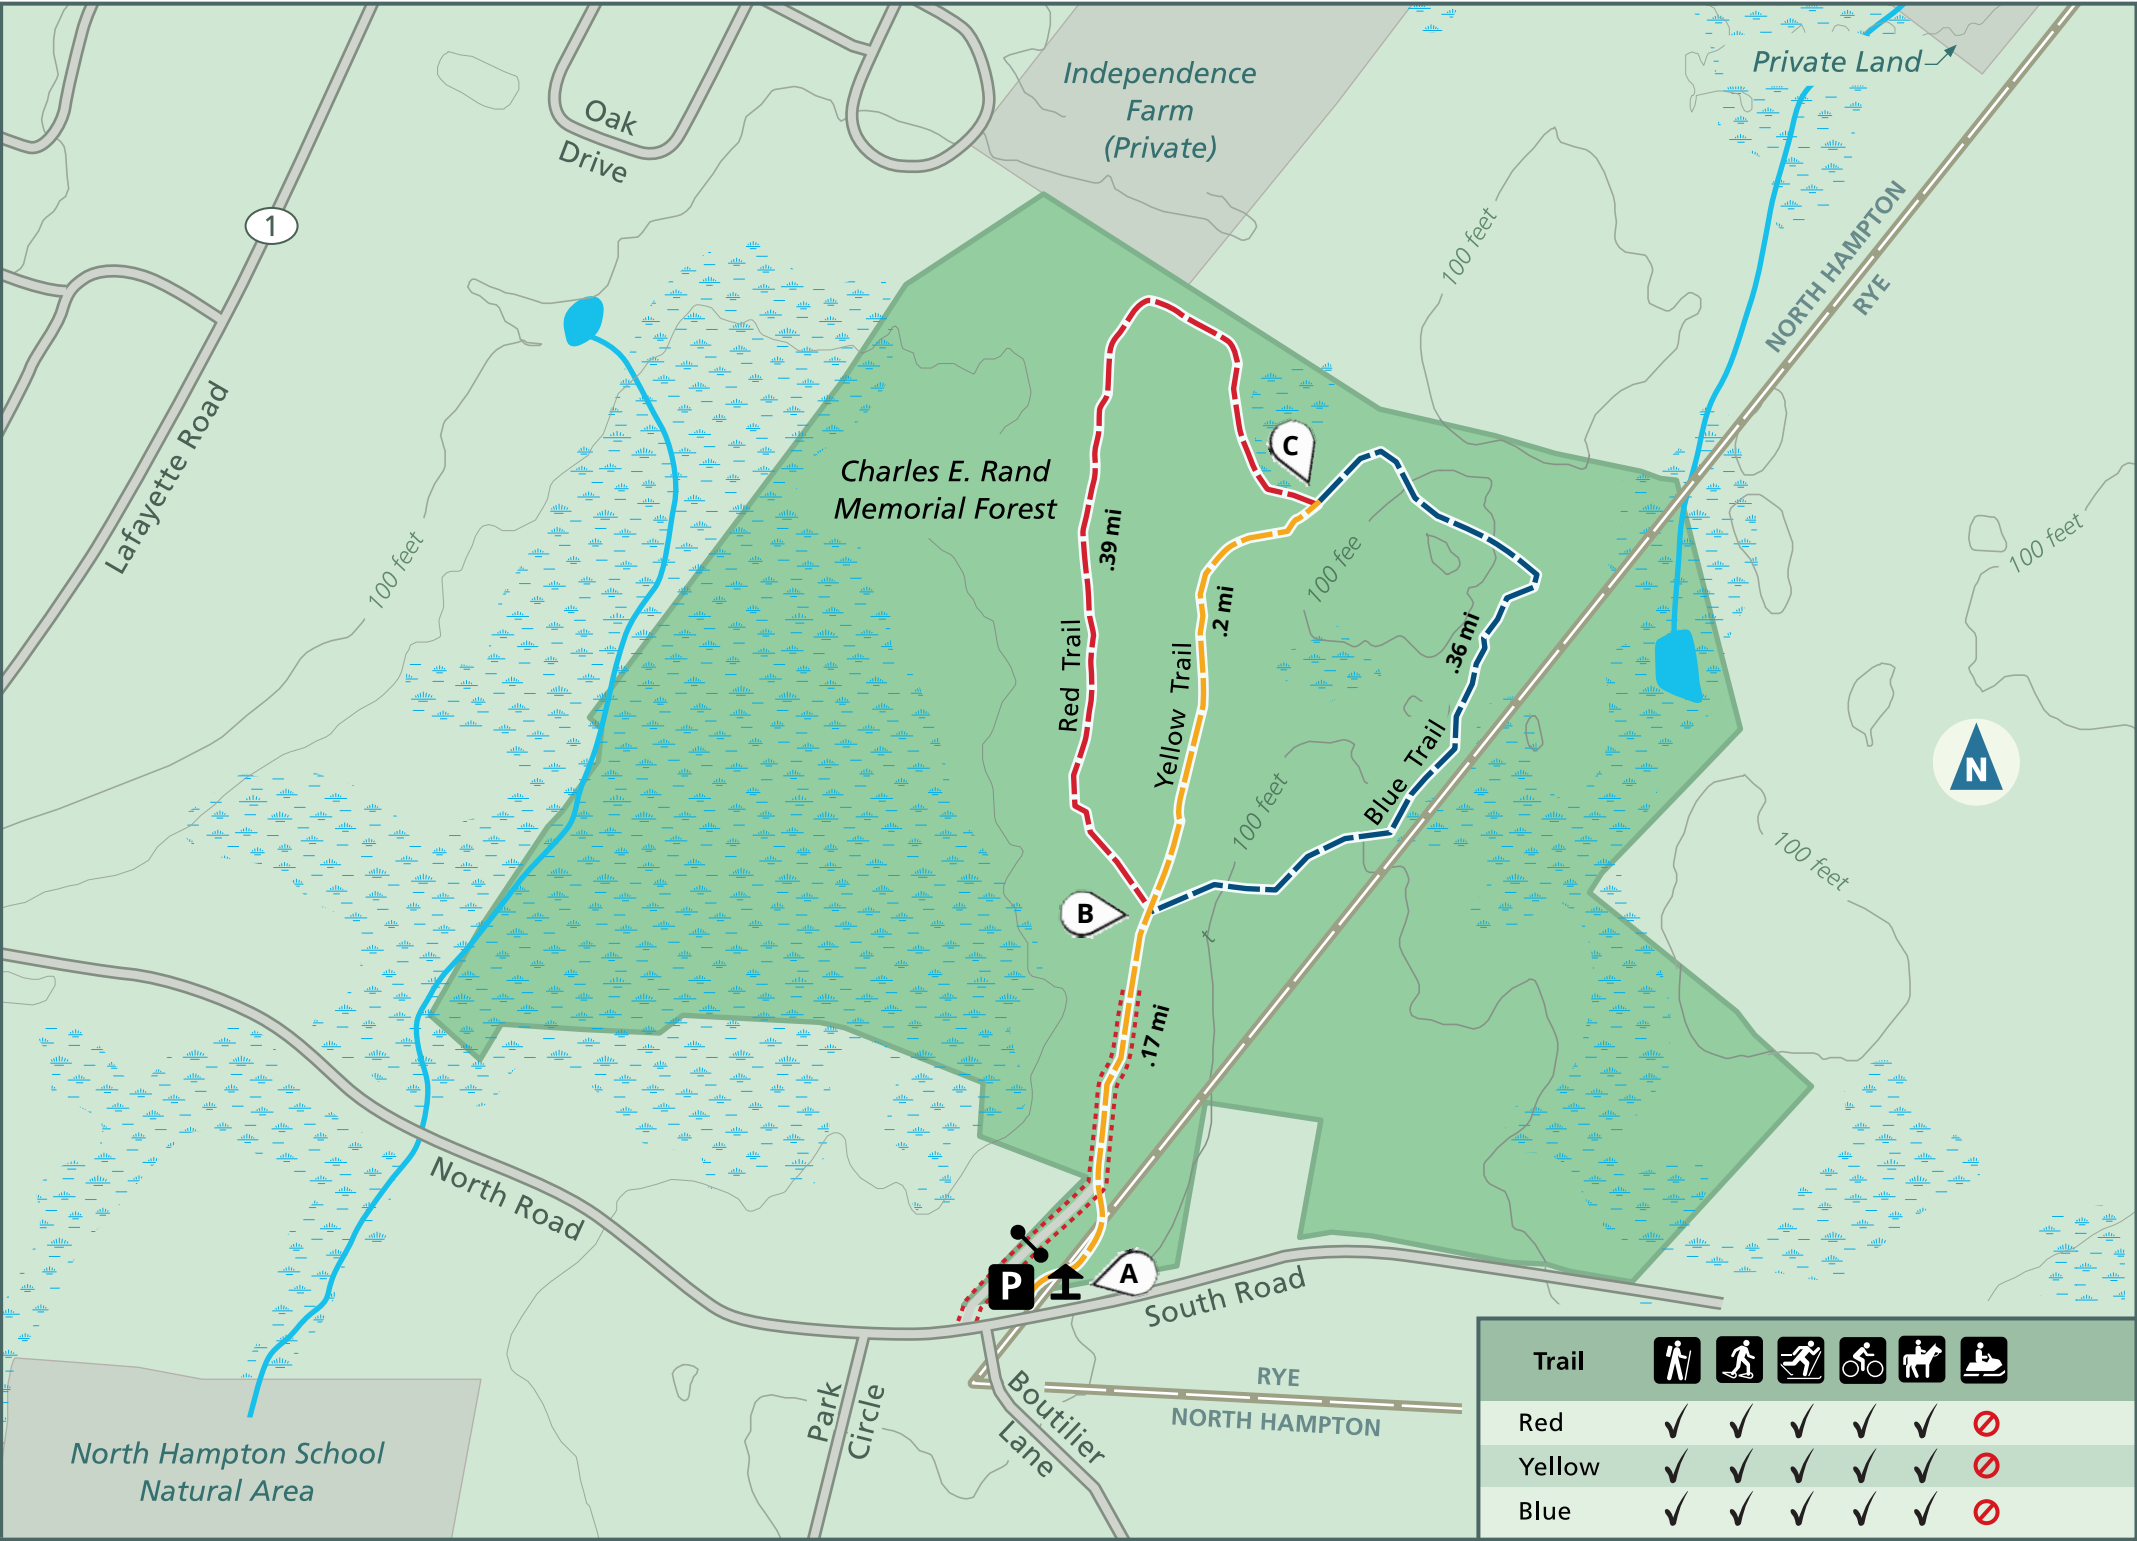 Independence
Farm
(Private)
Private Land
Oak
Drive
1
Lafayette Road
100 feet
100 feet
NORTH HAMPTON
RYE
C
Charles E. Rand
Memorial Forest
.39 mi
100 fee
100 feet
.2 mi
.36 mi
Red Trail
Yellow Trail
Blue Trail
N
100 feet
100 feet
B
t
.17 mi
North Road
P
A
South Road
RYE
NORTH HAMPTON
Park
Circle
Boutilier
Lane
North Hampton School
Natural Area
Trail
Red
Yellow
Blue